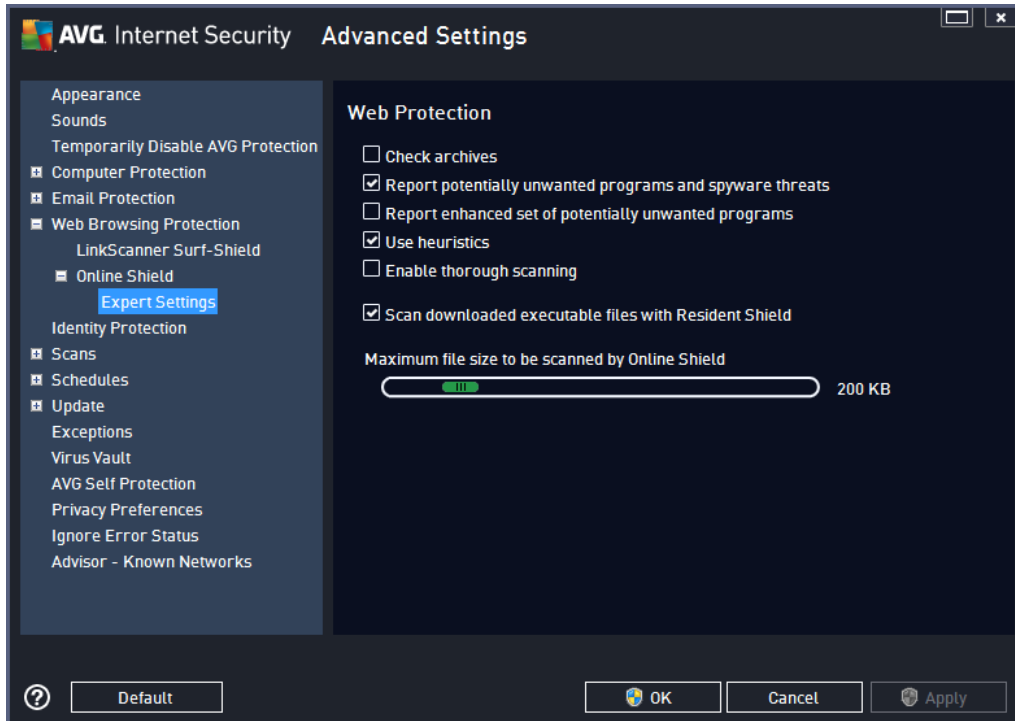 AVG. Internet Security Advanced Settings
Appearance
Sounds
Temporarily Disable AVG Protection
Computer Protection
Email Protection
Web Browsing Protection
LinkScanner Surf-Shield
Online Shield
Expert Settings
Identity Protection
Scans
Schedules
Update
Exceptions
Virus Vault
AVG Self Protection
Privacy Preferences
Ignore Error Status
Advisor - Known Networks
Web Protection
Check archives
Report potentially unwanted programs and spyware threats
Report enhanced set of potentially unwanted programs
Use heuristics
Enable thorough scanning
Scan downloaded executable files with Resident Shield
Maximum file size to be scanned by Online Shield
200 KB
? Default OK Cancel Apply